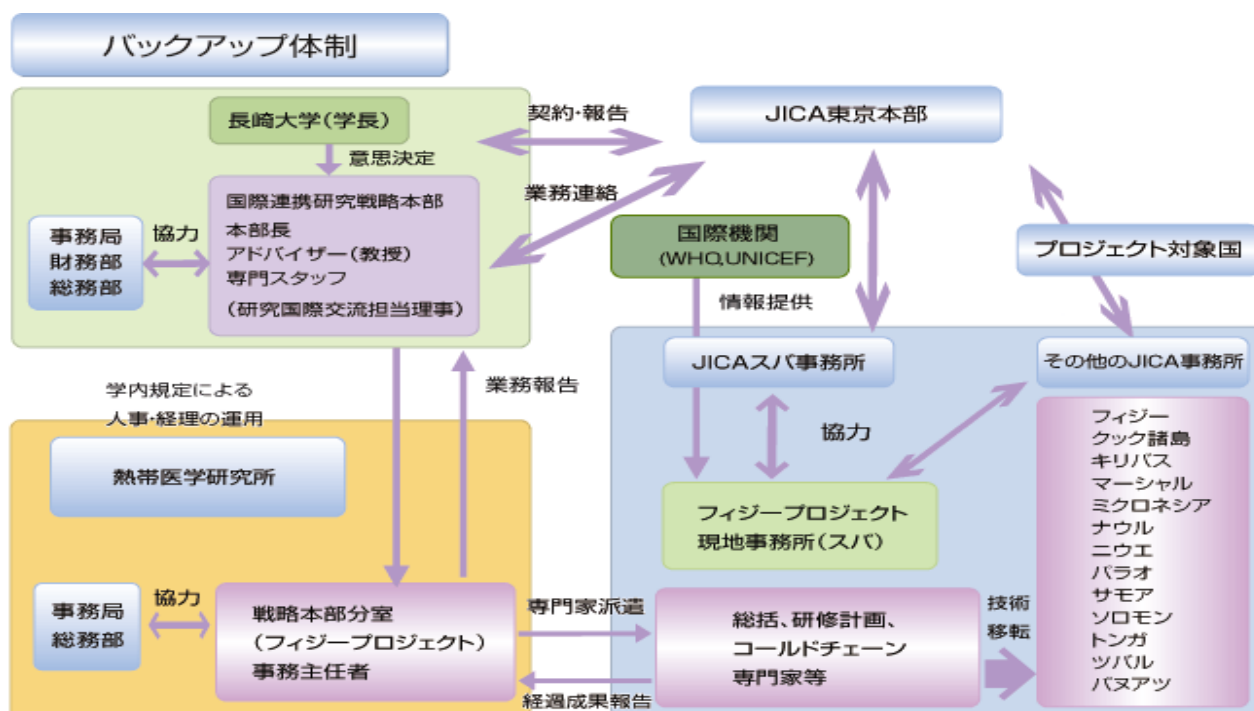 バックアップ体制
長崎大学(学長)
意思決定
国際連携研究戦略本部
本部長
アドバイザー(教授)
専門スタッフ
(研究国際交流担当理事)
事務局
財務部
総務部
協力
契約・報告
業務連絡
JICA東京本部
国際機関
(WHO,UNICEF)
情報提供
プロジェクト対象国
JICAスバ事務所
その他のJICA事務所
協力
フィジープロジェクト
現地事務所(スバ)
フィジー
クック諸島
キリバス
マーシャル
ミクロネシア
ナウル
ニウエ
パラオ
サモア
ソロモン
トンガ
ツバル
バヌアツ
学内規定による
人事・経理の運用
業務報告
熱帯医学研究所
事務局
総務部
協力
戦略本部分室
(フィジープロジェクト)
事務主任者
専門家派遣
経過成果報告
総括、研修計画、
コールドチェーン
専門家等
技術
移転